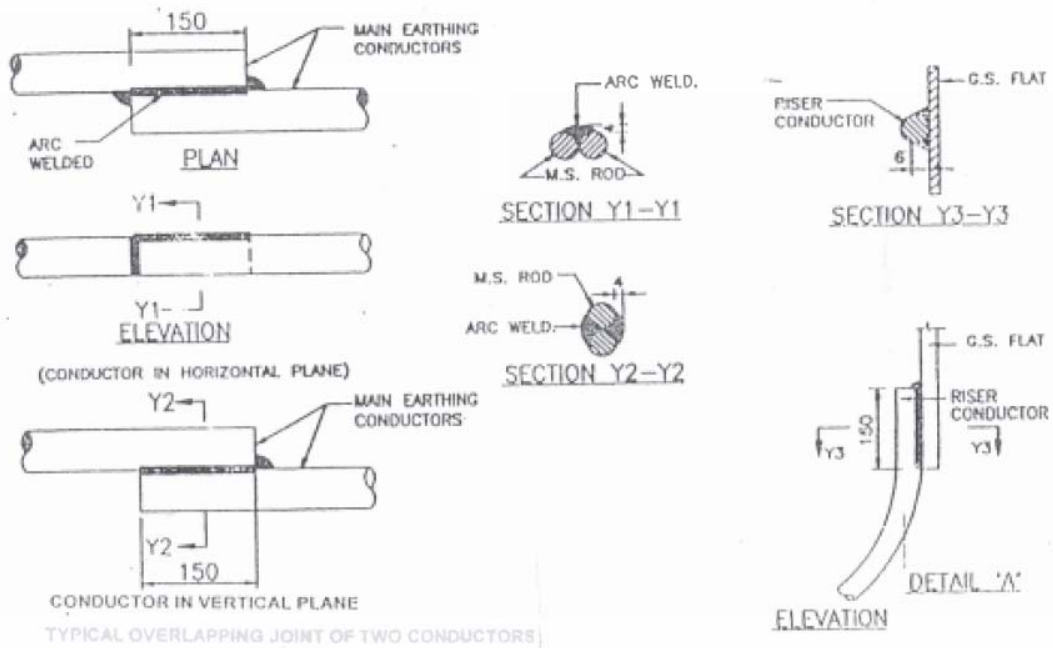 150
MAIN EARTHING
CONDUCTORS
ARC
WELDED
PLAN
Y1
Y1
ELEVATION
(CONDUCTOR IN HORIZONTAL PLANE)
Y2
MAIN EARTHING
CONDUCTORS
Y2
150
CONDUCTOR IN VERTICAL PLANE
TYPICAL OVERLAPPING JOINT OF TWO CONDUCTORS
ARC WELD.
4
M.S. ROD
SECTION Y1-Y1
M.S. ROD
4
ARC WELD.
SECTION Y2-Y2
G.S. FLAT
RISER
CONDUCTOR
6
SECTION Y3-Y3
G.S. FLAT
RISER
CONDUCTOR
150
Y3
Y3
DETAIL 'A'
ELEVATION